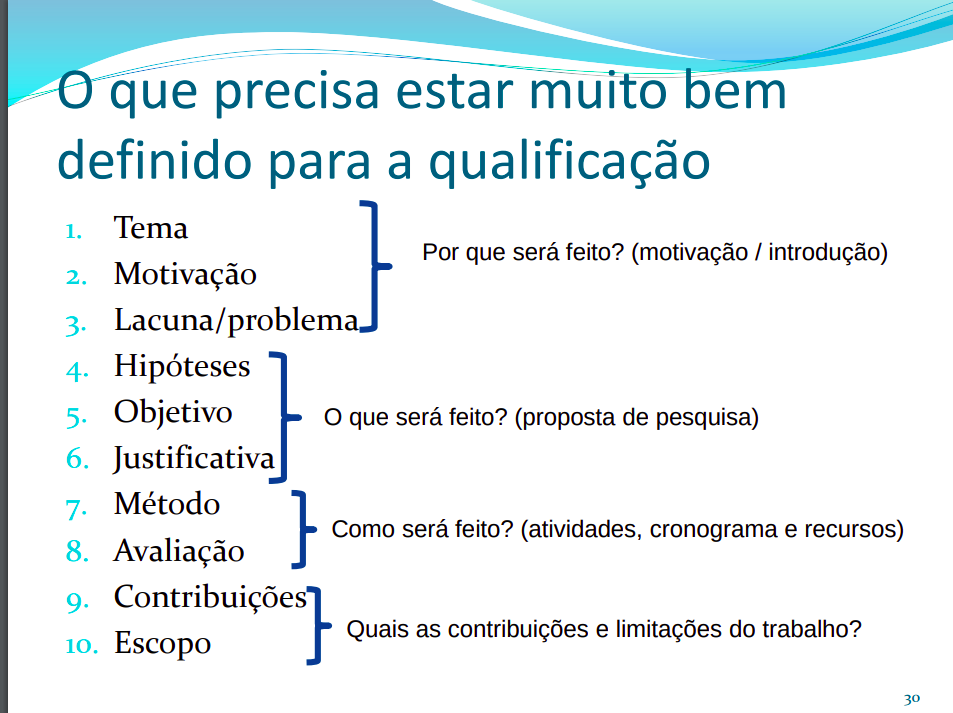 O que precisa estar muito bem
definido para a qualificação
1. Tema
2. Motivação
3. Lacuna/problema
Por que será feito? (motivação / introdução)
4. Hipóteses
5. Objetivo
6. Justificativa
O que será feito? (proposta de pesquisa)
7. Método
8. Avaliação
Como será feito? (atividades, cronograma e recursos)
9. Contribuições
10. Escopo
Quais as contribuições e limitações do trabalho?
30